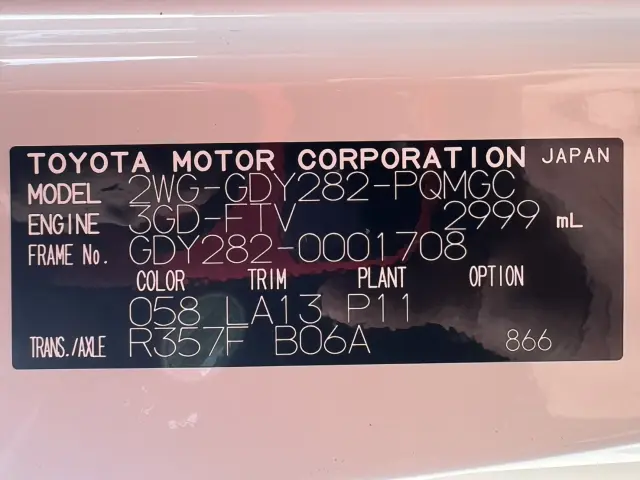 TOYOTA MOTOR CORPORATION JAPAN
MODEL 2WG-GDY282-PQMGC
ENGINE 3GD-FTV 2999 mL
FRAME No. GDY282-0001708
COLOR TRIM PLANT OPTION
058 LA13 P11
TRANS./AXLE R357F B06A 866